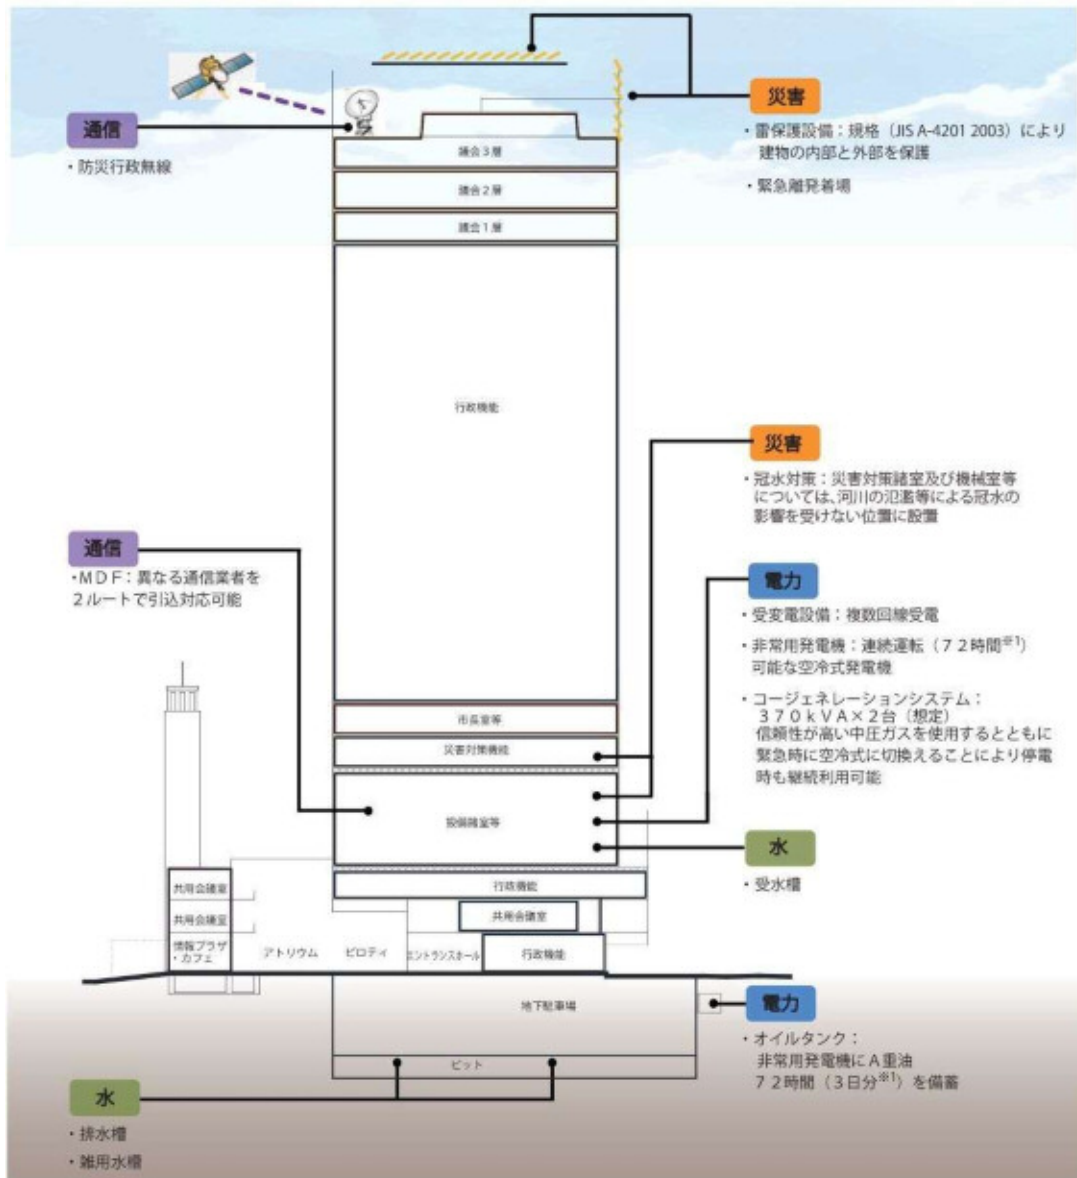 通信
・防災行政無線
災害
・雷保護設備：規格（JIS A-4201 2003）により
建物の内部と外部を保護
・緊急離発着場
議会３層
議会２層
議会１層
行政機能
災害
・冠水対策：災害対策諸室及び機械室等
については、河川の氾濫等による冠水の
影響を受けない位置に設置
通信
・ＭＤＦ：異なる通信業者を
２ルートで引込対応可能
電力
・受変電設備：複数回線受電
・非常用発電機：連続運転（７２時間※1）
可能な空冷式発電機
・コージェネレーションシステム：
３７０ｋＶＡ×２台（想定）
信頼性が高い中圧ガスを使用するとともに
緊急時に空冷式に切換えることにより停電
時も継続利用可能
市長室等
災害対策機能
設備諸室等
水
・受水槽
行政機能
共用会議室
共用会議室
共用会議室
情報プラザ
・カフェ
アトリウム
ピロティ
エントランスホール
行政機能
地下駐車場
ピット
電力
・オイルタンク：
非常用発電機にＡ重油
７２時間（３日分※1）を備蓄
水
・排水槽
・雑用水槽